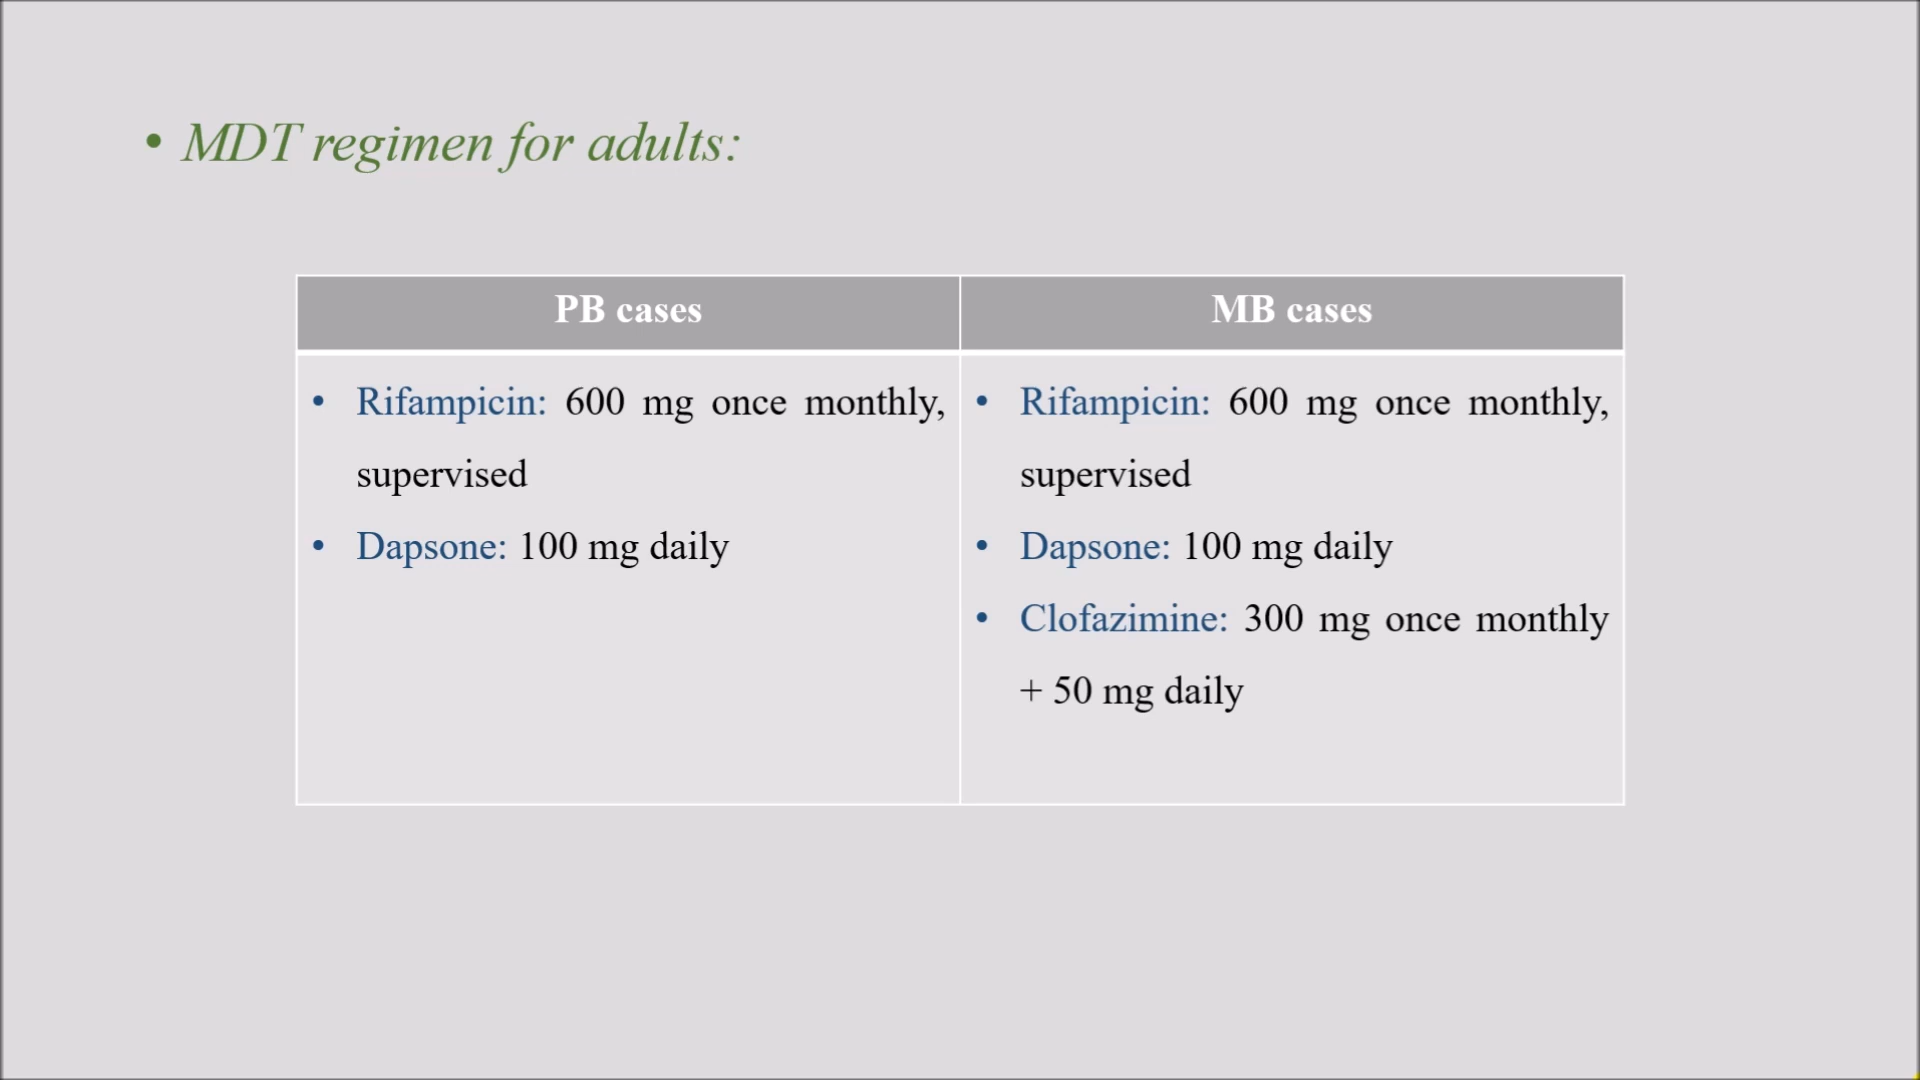 • MDT regimen for adults:
PB cases
MB cases
• Rifampicin: 600 mg once monthly,
supervised
• Dapsone: 100 mg daily
• Rifampicin: 600 mg once monthly,
supervised
• Dapsone: 100 mg daily
• Clofazimine: 300 mg once monthly
+ 50 mg daily